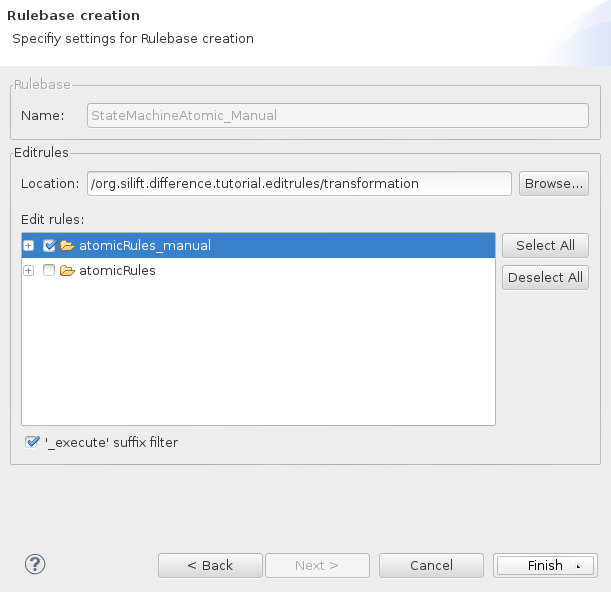 Rulebase creation
Specifiy settings for Rulebase creation
Rulebase
Name: StateMachineAtomic_Manual
Editrules
Location: /org.silift.difference.tutorial.editrules/transformation Browse...
Edit rules:
atomicRules_manual Select All
atomicRules Deselect All
'_execute' suffix filter
? < Back Next > Cancel Finish